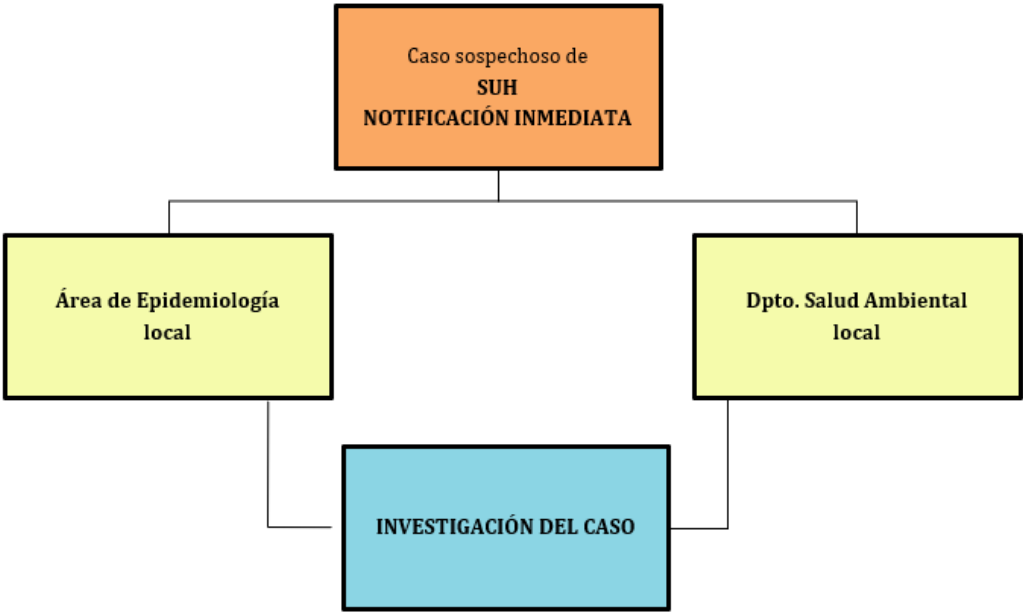 Caso sospechoso de
SUH
NOTIFICACIÓN INMEDIATA
Área de Epidemiología
local
Dpto. Salud Ambiental
local
INVESTIGACIÓN DEL CASO